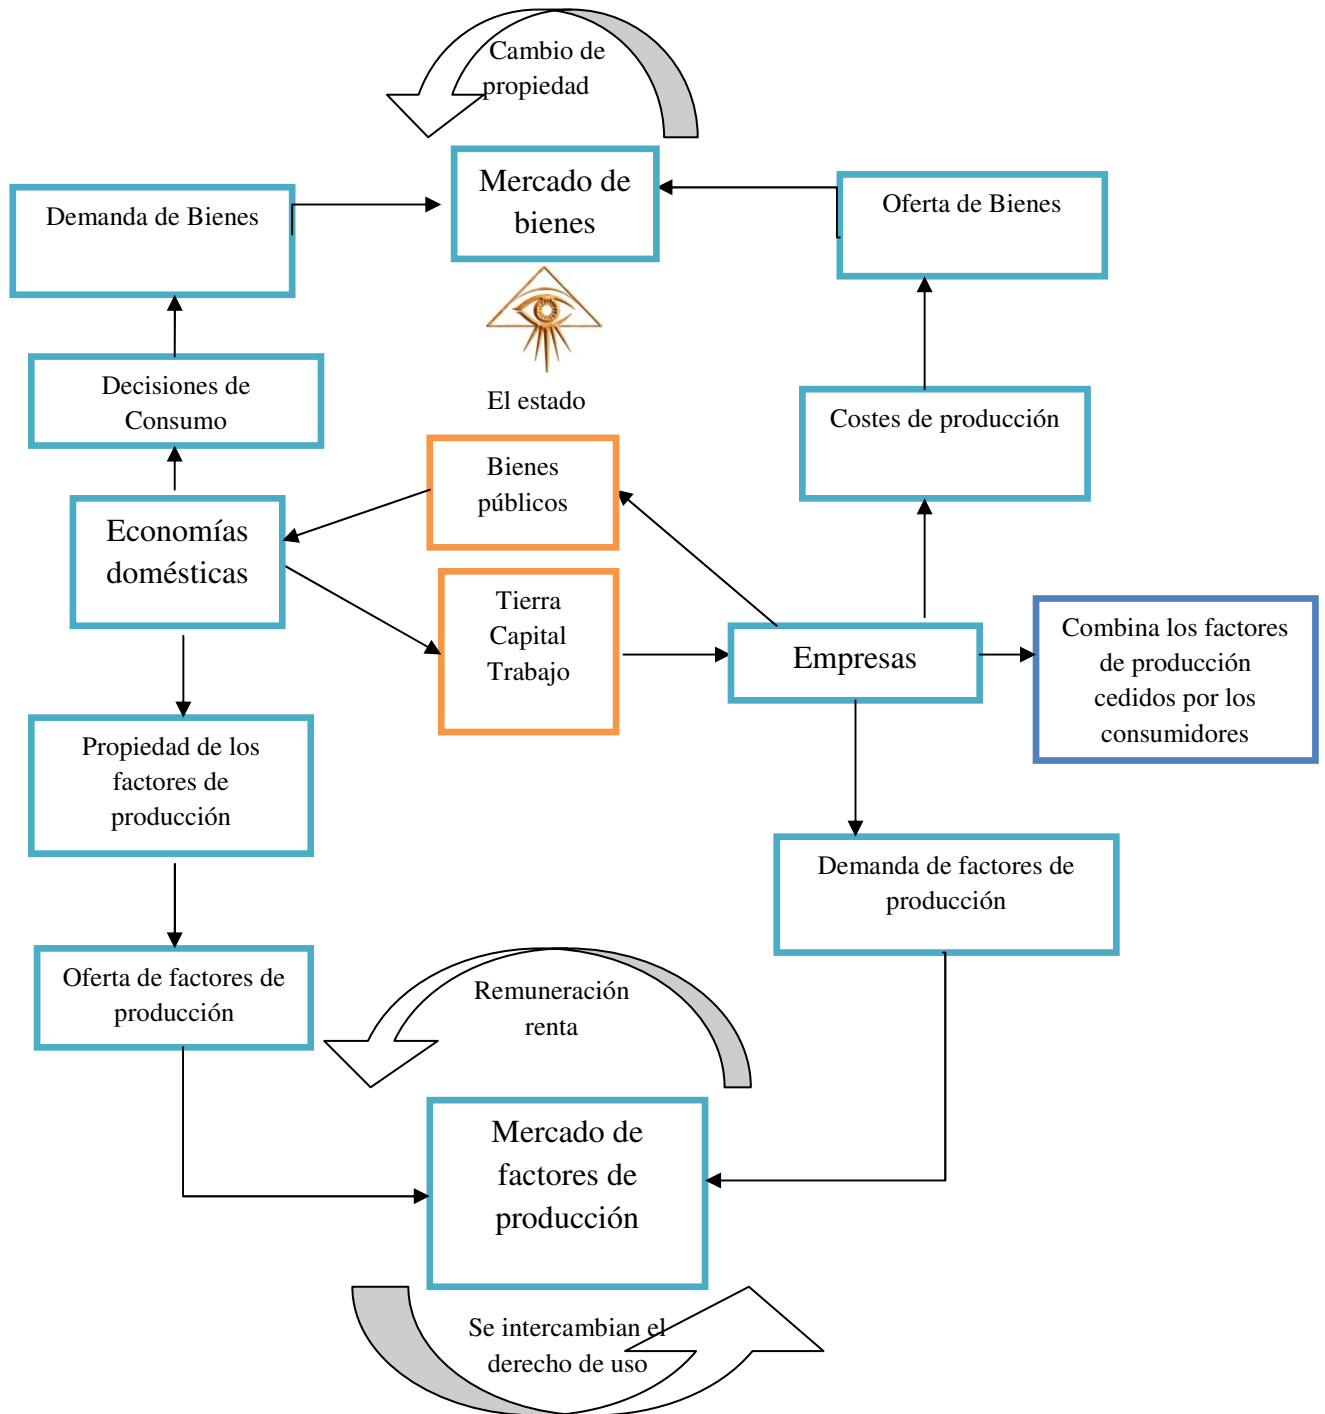 Cambio de
propiedad
Mercado de
bienes
Demanda de Bienes
Oferta de Bienes
Decisiones de
Consumo
El estado
Costes de producción
Bienes
públicos
Economías
domésticas
Tierra
Capital
Trabajo
Empresas
Combina los factores
de producción
cedidos por los
consumidores
Propiedad de los
factores de
producción
Demanda de factores de
producción
Oferta de factores de
producción
Remuneración
renta
Mercado de
factores de
producción
Se intercambian el
derecho de uso